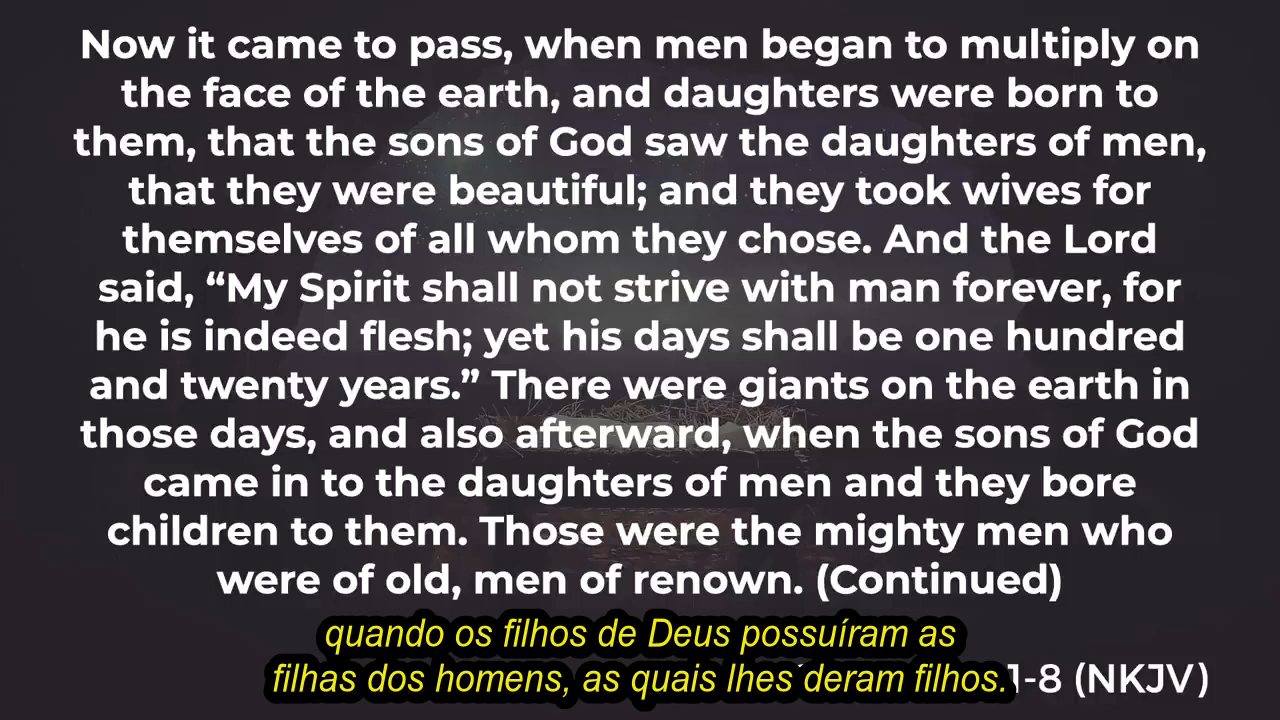 Now it came to pass, when men began to multiply on
the face of the earth, and daughters were born to
them, that the sons of God saw the daughters of men,
that they were beautiful; and they took wives for
themselves of all whom they chose. And the Lord
said, “My Spirit shall not strive with man forever, for
he is indeed flesh; yet his days shall be one hundred
and twenty years.” There were giants on the earth in
those days, and also afterward, when the sons of God
came in to the daughters of men and they bore
children to them. Those were the mighty men who
were of old, men of renown. (Continued)
quando os filhos de Deus possuíram as
filhas dos homens, as quais lhes deram filhos.
1-8 (NKJV)